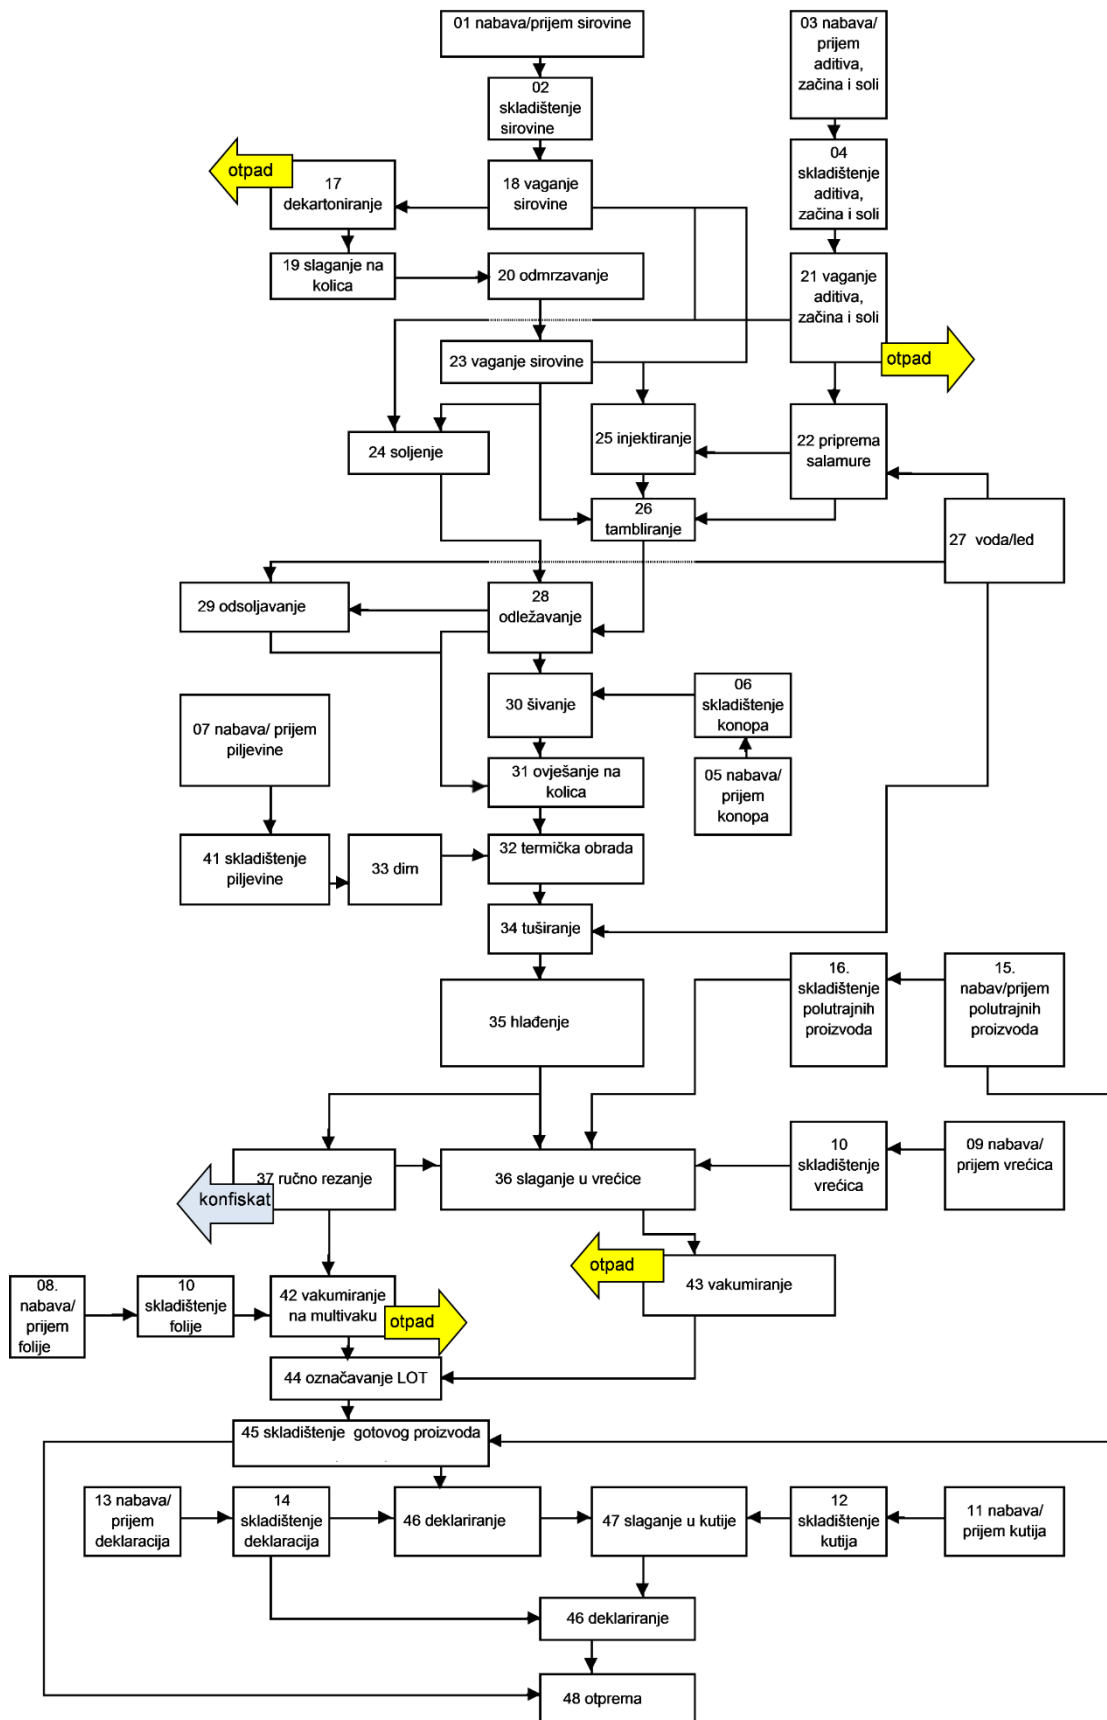 01 nabava/prijem sirovine
03 nabava/
prijem
aditiva,
začina i soli
02
skladištenje
sirovine
04
skladištenje
aditiva,
začina i soli
otpad
17
dekartoniranje
18 vaganje
sirovine
19 slaganje na
kolica
20 odmrzavanje
21 vaganje
aditiva,
začina i soli
otpad
23 vaganje sirovine
24 soljenje
25 injektiranje
22 priprema
salamure
26
tambliranje
27 voda/led
29 odsoljavanje
28
odležavanje
30 šivanje
06
skladištenje
konopa
07 nabava/ prijem
piljevine
31 ovješanje na
kolica
05 nabava/
prijem
konopa
41 skladištenje
piljevine
33 dim
32 termička obrada
34 tuširanje
35 hlađenje
16.
skladištenje
polutrajnih
proizvoda
15.
nabav/prijem
polutrajnih
proizvoda
37 ručno rezanje
konfiskat
36 slaganje u vrećice
10
skladištenje
vrećica
09 nabava/
prijem vrećica
otpad
43 vakumiranje
08.
nabava/
prijem
folije
10
skladištenje
folije
42 vakumiranje
na multivaku
otpad
44 označavanje LOT
45 skladištenje gotovog proizvoda
13 nabava/
prijem
deklaracija
14
skladištenje
deklaracija
46 deklariranje
47 slaganje u kutije
12
skladištenje
kutija
11 nabava/
prijem kutija
46 deklariranje
48 otprema